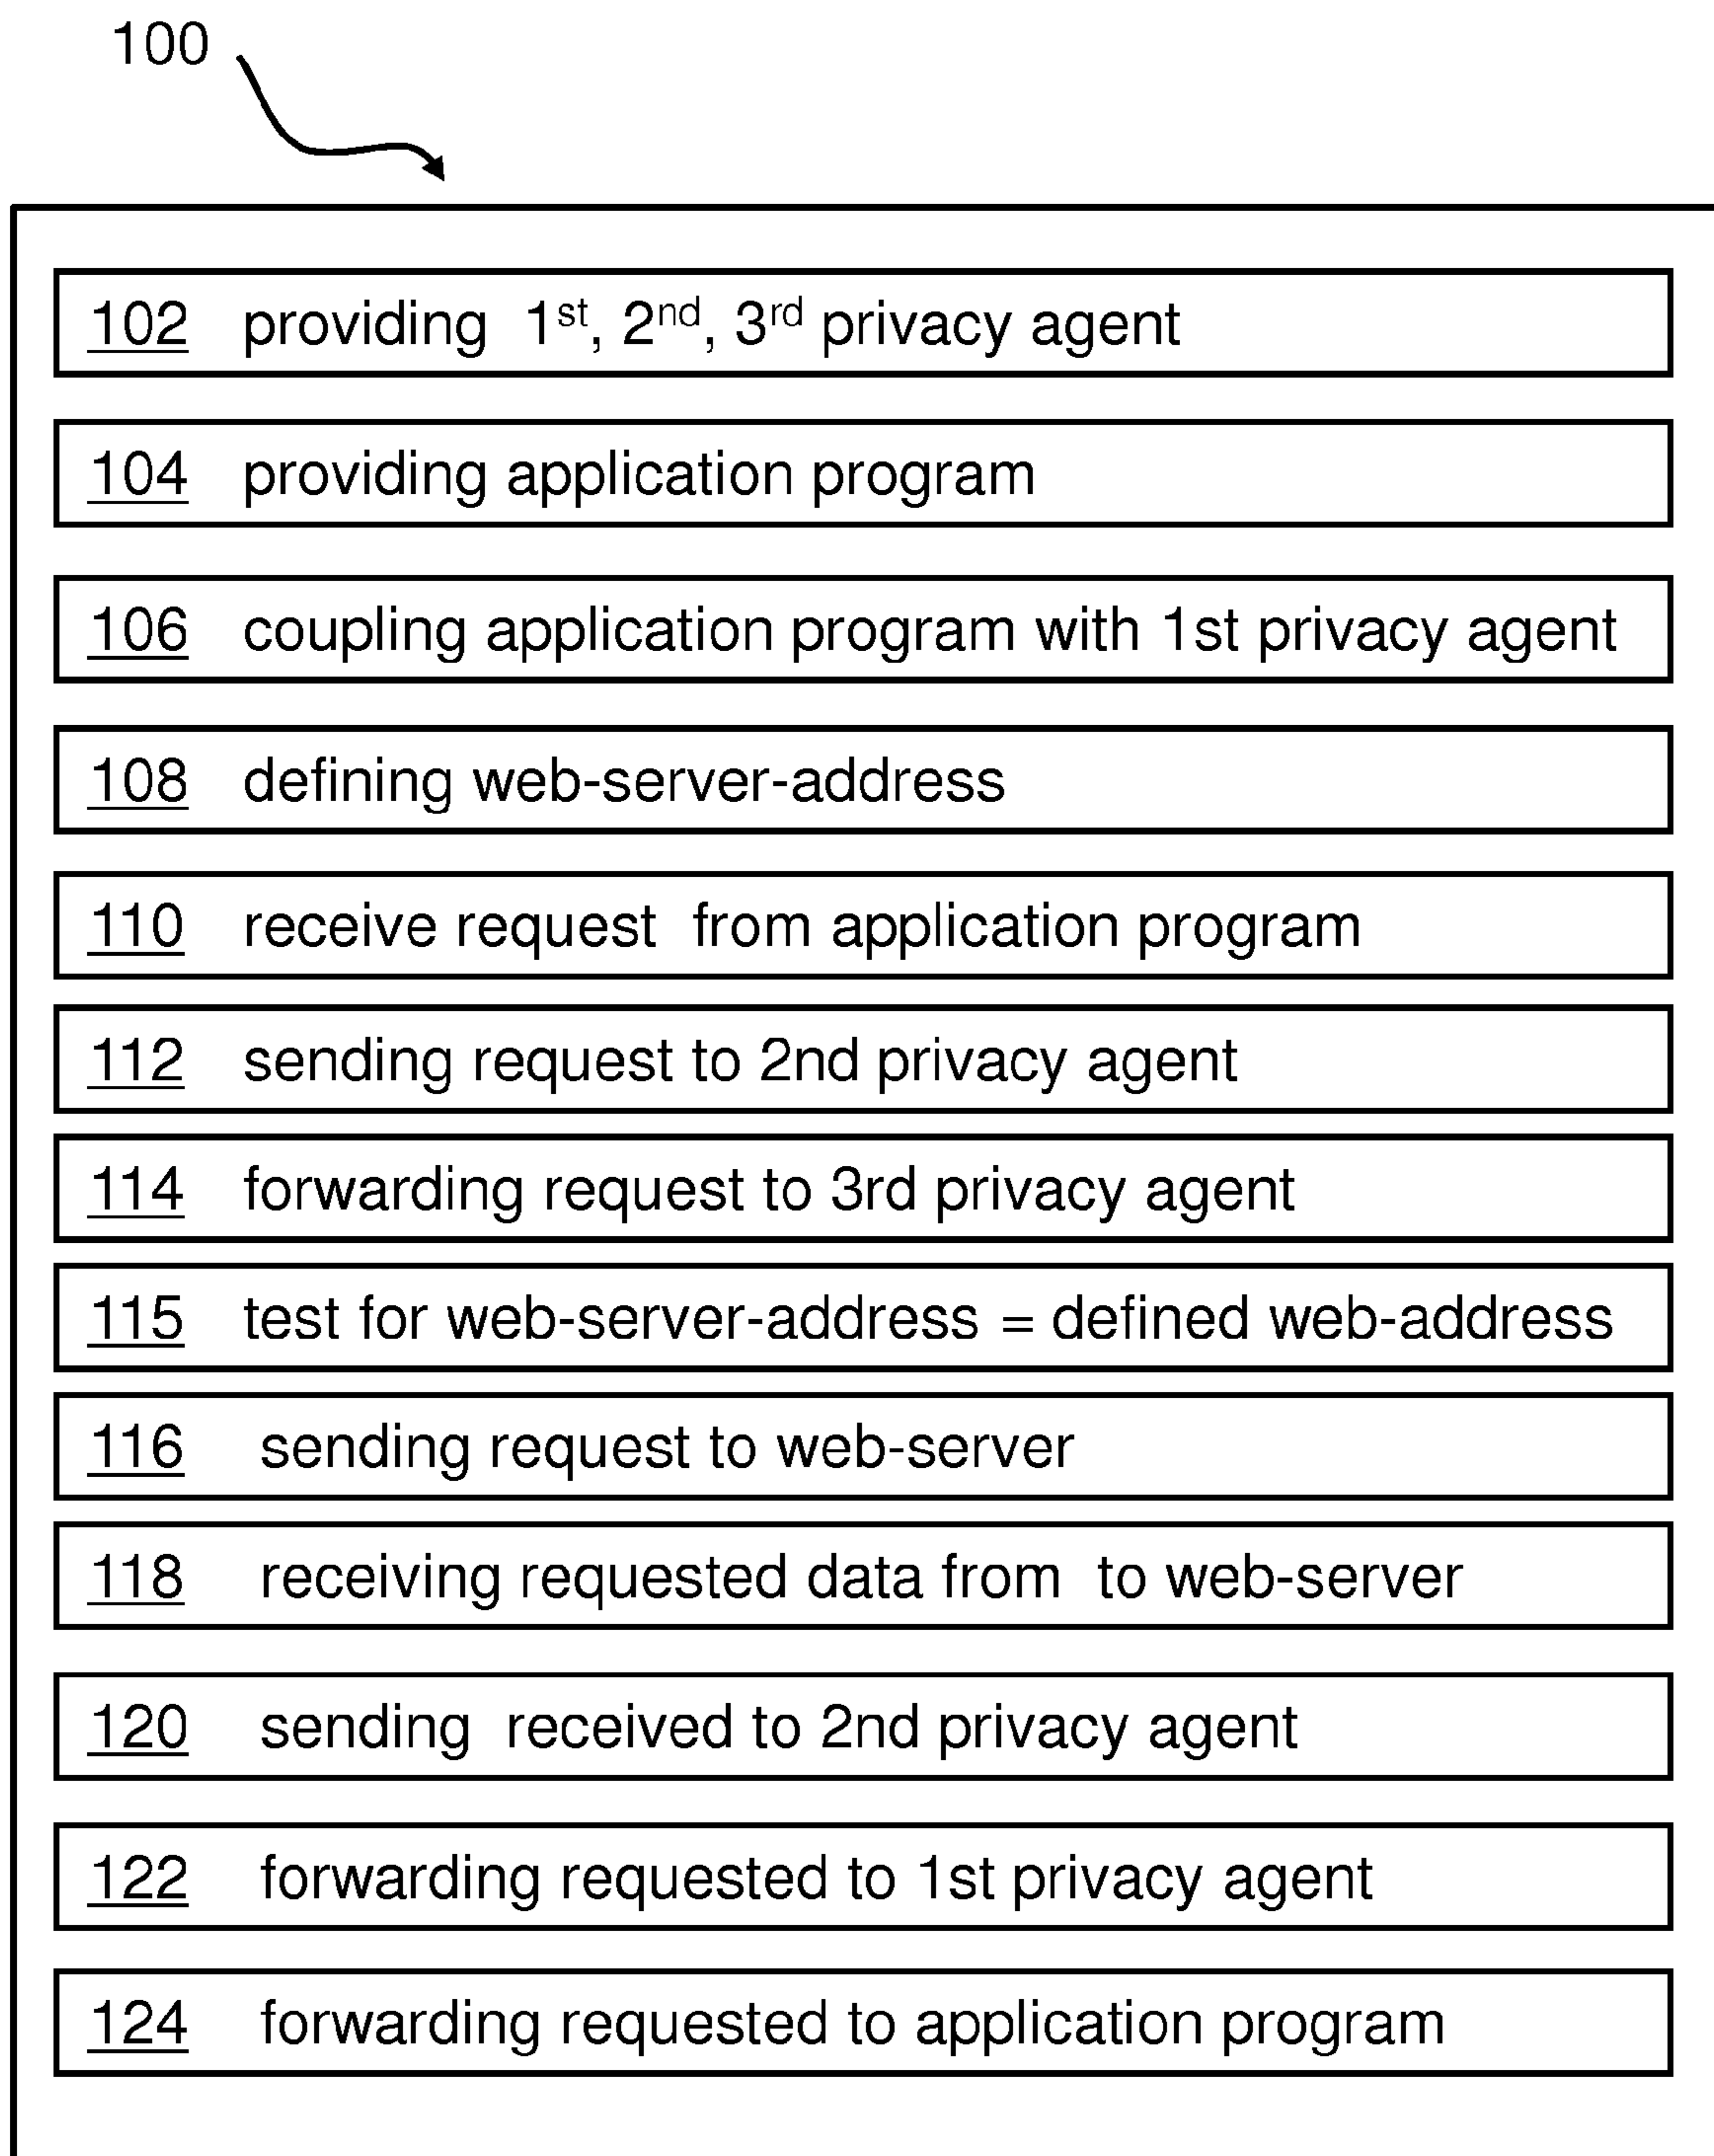 100
102 providing 1st, 2nd, 3rd privacy agent
104 providing application program
106 coupling application program with 1st privacy agent
108 defining web-server-address
110 receive request from application program
112 sending request to 2nd privacy agent
114 forwarding request to 3rd privacy agent
115 test for web-server-address = defined web-address
116 sending request to web-server
118 receiving requested data from to web-server
120 sending received to 2nd privacy agent
122 forwarding requested to 1st privacy agent
124 forwarding requested to application program